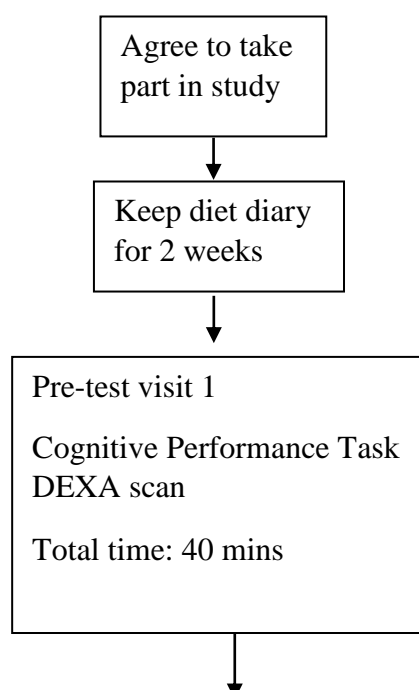 Agree to take
part in study
Keep diet diary
for 2 weeks
Pre-test visit 1
Cognitive Performance Task
DEXA scan
Total time: 40 mins